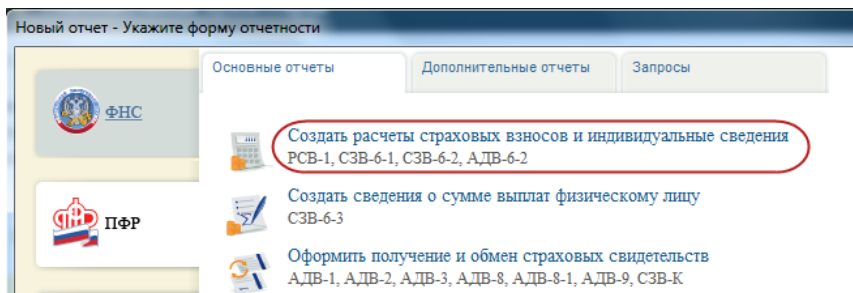 Новый отчет - Укажите форму отчетности
Основные отчеты
Дополнительные отчеты
Запросы
ФНС
ПФР
Создать расчеты страховых взносов и индивидуальные сведения
РСВ-1, СЗВ-6-1, СЗВ-6-2, АДВ-6-2
Создать сведения о сумме выплат физическому лицу
СЗВ-6-3
Оформить получение и обмен страховых свидетельств
АДВ-1, АДВ-2, АДВ-3, АДВ-8, АДВ-8-1, АДВ-9, СЗВ-К